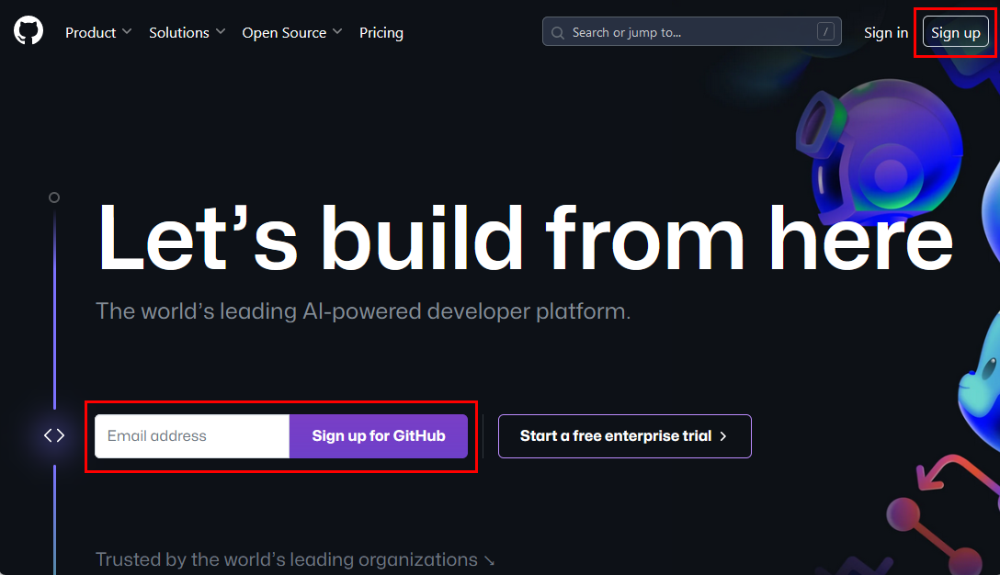 Product Solutions Open Source Pricing Search or jump to... / Sign in Sign up
Let’s build from here
The world’s leading AI-powered developer platform.
Email address Sign up for GitHub Start a free enterprise trial
Trusted by the world’s leading organizations ↘